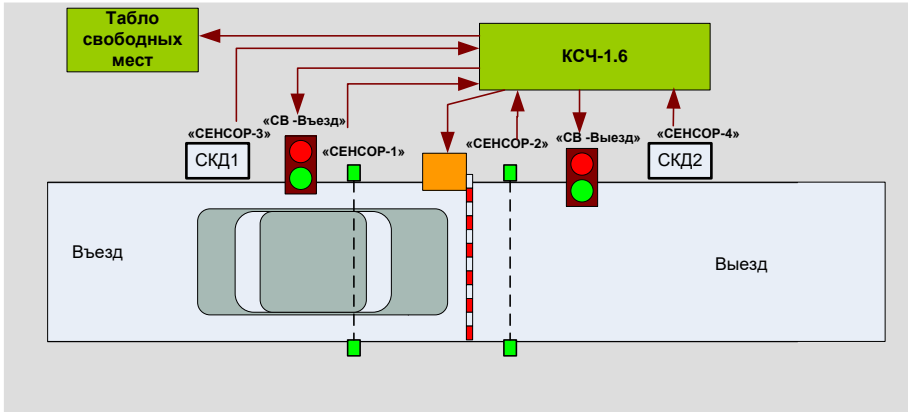 Табло
свободных
мест
КСЧ-1.6
«СВ -Въезд»
«СЕНСОР-3»
«СЕНСОР-1»
«СЕНСОР-2»
«СВ -Выезд»
«СЕНСОР-4»
СКД1
СКД2
Въезд
Выезд